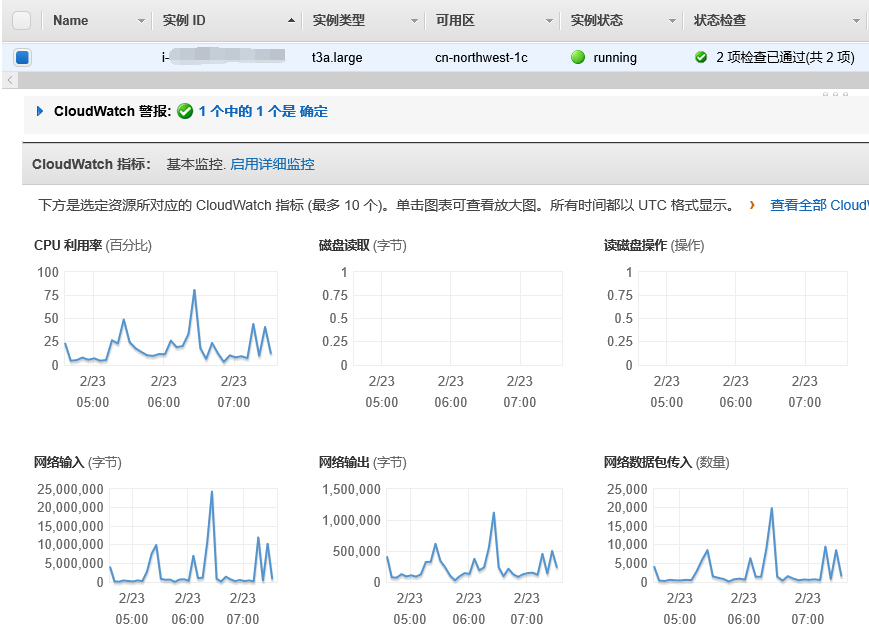 Name 实例 ID 实例类型 可用区 实例状态 状态检查
i- t3a.large cn-northwest-1c running 2 项检查已通过(共 2 项)
CloudWatch 警报: 1 个中的 1 个是 确定
CloudWatch 指标: 基本监控. 启用详细监控
下方是选定资源所对应的 CloudWatch 指标 (最多 10 个)。单击图表可查看放大图。所有时间都以 UTC 格式显示。 查看全部 Cloud
CPU 利用率 (百分比) 磁盘读取 (字节) 读磁盘操作 (操作)
100 1 1
75 0.75 0.75
50 0.5 0.5
25 0.25 0.25
0 0 0
2/23 2/23 2/23 2/23 2/23 2/23 2/23 2/23 2/23
05:00 06:00 07:00 05:00 06:00 07:00 05:00 06:00 07:00
网络输入 (字节) 网络输出 (字节) 网络数据包传入 (数量)
25,000,000 1,500,000 25,000
20,000,000 20,000
15,000,000 1,000,000 15,000
10,000,000 500,000 10,000
5,000,000 5,000
0 0 0
2/23 2/23 2/23 2/23 2/23 2/23 2/23 2/23 2/23
05:00 06:00 07:00 05:00 06:00 07:00 05:00 06:00 07:00